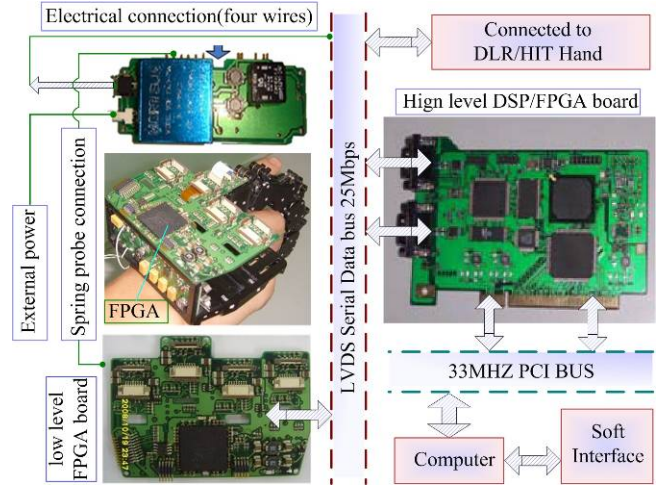 Electrical connection(four wires)
Connected to
DLR/HIT Hand
Hign level DSP/FPGA board
External power
Spring probe connection
FPGA
LVDS Serial Data bus 25Mbps
low level
FPGA board
33MHZ PCI BUS
Computer
Soft
Interface